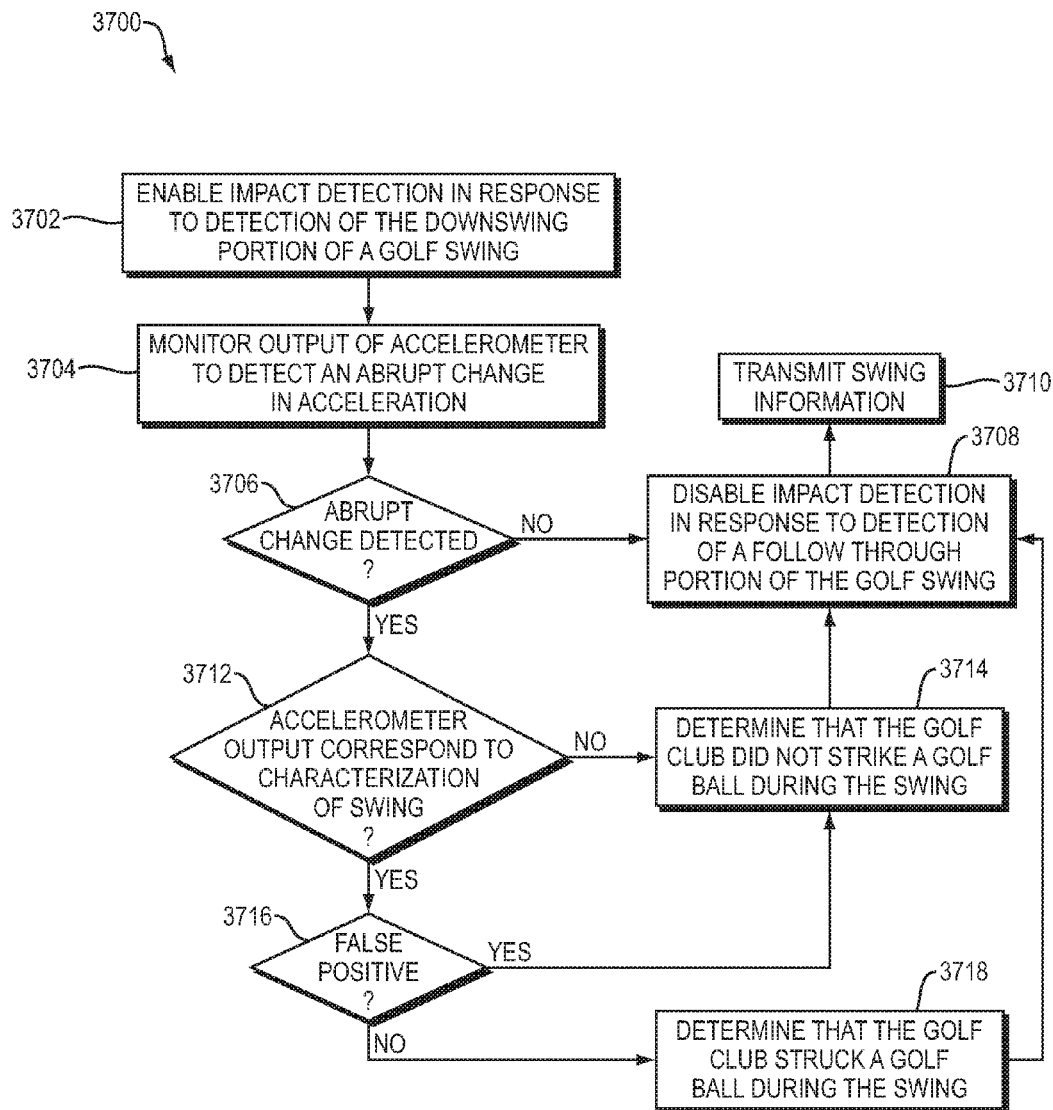 3700
3702
ENABLE IMPACT DETECTION IN RESPONSE
TO DETECTION OF THE DOWNSWING
PORTION OF A GOLF SWING
3704
MONITOR OUTPUT OF ACCELEROMETER
TO DETECT AN ABRUPT CHANGE
IN ACCELERATION
TRANSMIT SWING
INFORMATION
3710
3706
ABRUPT
CHANGE DETECTED
?
NO
YES
3708
DISABLE IMPACT DETECTION
IN RESPONSE TO DETECTION
OF A FOLLOW THROUGH
PORTION OF THE GOLF SWING
3712
ACCELEROMETER
OUTPUT CORRESPOND TO
CHARACTERIZATION
OF SWING
?
NO
YES
3714
DETERMINE THAT THE GOLF
CLUB DID NOT STRIKE A GOLF
BALL DURING THE SWING
3716
FALSE
POSITIVE
?
YES
NO
3718
DETERMINE THAT THE GOLF
CLUB STRUCK A GOLF
BALL DURING THE SWING